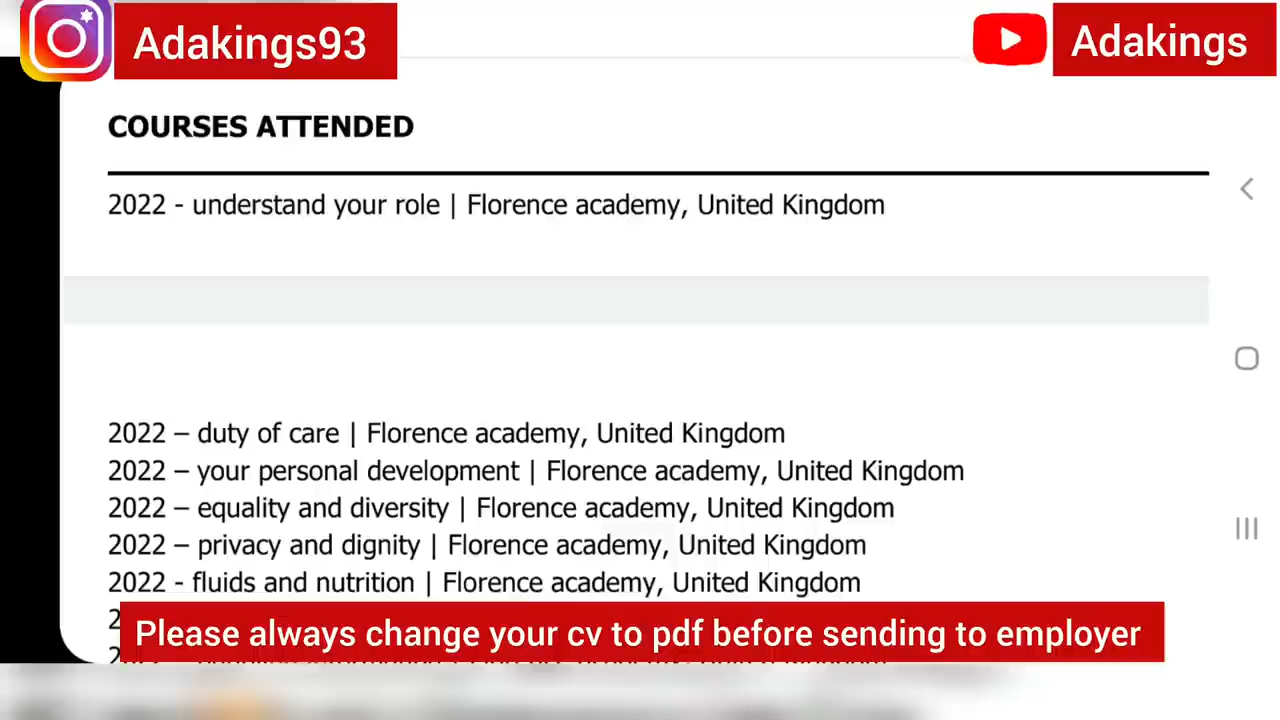 Adakings93
Adakings
COURSES ATTENDED
2022 - understand your role | Florence academy, United Kingdom
2022 – duty of care | Florence academy, United Kingdom
2022 – your personal development | Florence academy, United Kingdom
2022 – equality and diversity | Florence academy, United Kingdom
2022 – privacy and dignity | Florence academy, United Kingdom
2022 - fluids and nutrition | Florence academy, United Kingdom
Please always change your cv to pdf before sending to employer